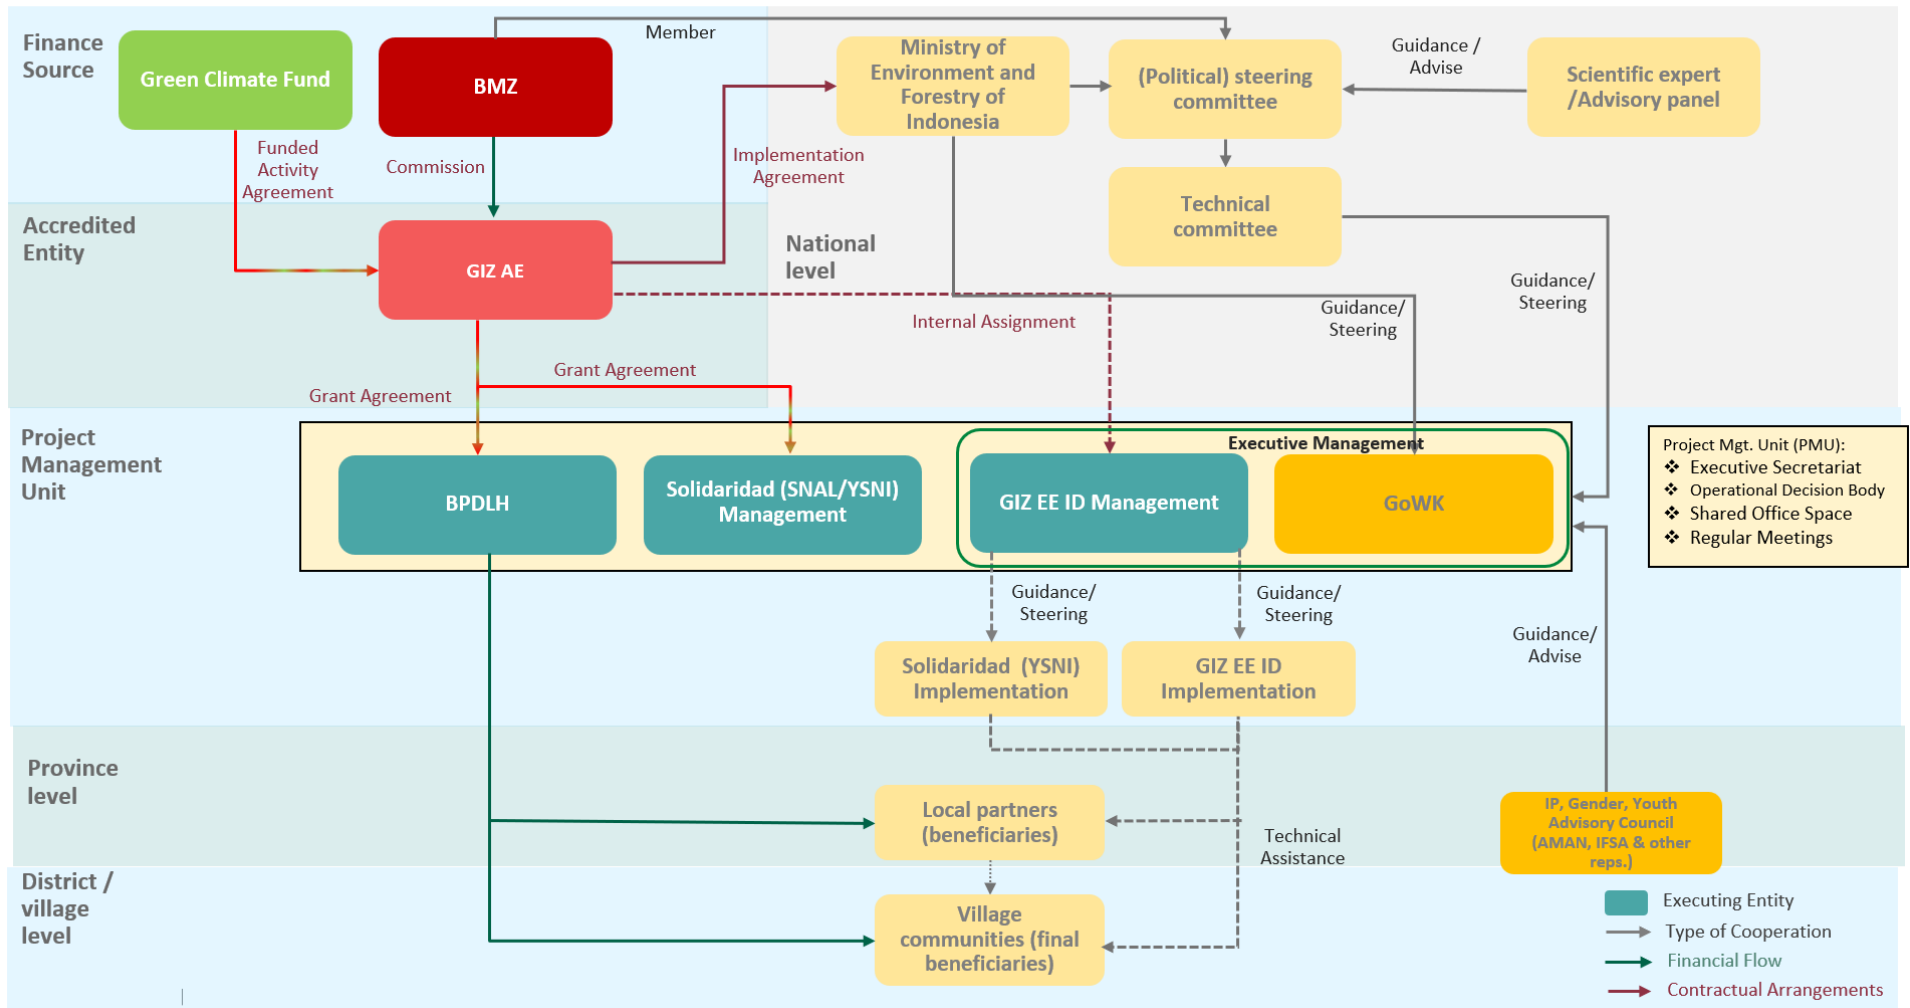 Finance
Source
Green Climate Fund
BMZ
Member
Ministry of
Environment and
Forestry of
Indonesia
(Political) steering
committee
Guidance /
Advise
Scientific expert
/Advisory panel
Funded
Activity
Agreement
Commission
Implementation
Agreement
Technical
committee
Accredited
Entity
GIZ AE
National
level
Internal Assignment
Guidance/
Steering
Guidance/
Steering
Grant Agreement
Grant Agreement
Project
Management
Unit
Executive Management
BPDLH
Solidaridad (SNAL/YSNI)
Management
GIZ EE ID Management
GoWK
Project Mgt. Unit (PMU):
❖ Executive Secretariat
❖ Operational Decision Body
❖ Shared Office Space
❖ Regular Meetings
Guidance/
Steering
Guidance/
Steering
Guidance/
Advise
Solidaridad (YSNI)
Implementation
GIZ EE ID
Implementation
Province
level
Local partners
(beneficiaries)
Technical
Assistance
IP, Gender, Youth
Advisory Council
(AMAN, IFSA & other
reps.)
District /
village
level
Village
communities (final
beneficiaries)
Executing Entity
Type of Cooperation
Financial Flow
Contractual Arrangements